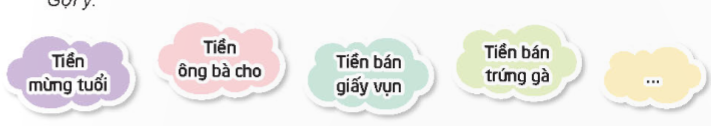 Gợi ý:
Tiền
mừng tuổi
Tiền
ông bà cho
Tiền bán
giấy vụn
Tiền bán
trứng gà
...